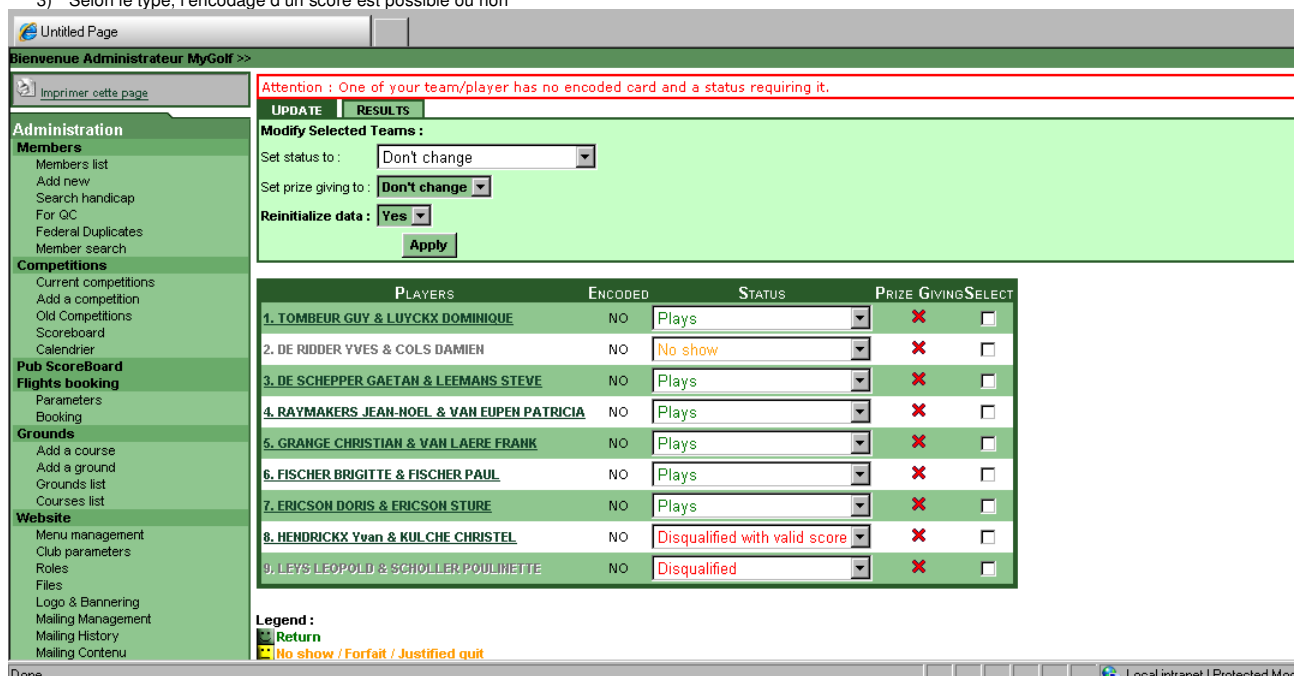 3) Selon le type, l'encodage d'un score est possible ou non
Untitled Page
Bienvenue Administrateur MyGolf >>
Imprimer cette page
Attention : One of your team/player has no encoded card and a status requiring it.
UPDATE RESULTS
Modify Selected Teams :
Set status to : Don't change
Set prize giving to : Don't change
Reinitialize data : Yes
Apply
Administration
Members
Members list
Add new
Search handicap
For QC
Federal Duplicates
Member search
Competitions
Current competitions
Add a competition
Old Competitions
Scoreboard
Calendrier
Pub ScoreBoard
Flights booking
Parameters
Booking
Grounds
Add a course
Add a ground
Grounds list
Courses list
Website
Menu management
Club parameters
Roles
Files
Logo & Bannering
Mailing Management
Mailing History
Mailing Contenu
PLAYERS ENCODED STATUS PRIZE GIVING SELECT
1. TOMBEUR GUY & LUYCKX DOMINIQUE NO Plays
2. DE RIDDER YVES & COLS DAMIEN NO No show
3. DE SCHEPPER GAETAN & LEEMANS STEVE NO Plays
4. RAYMAKERS JEAN-NOEL & VAN EUPEN PATRICIA NO Plays
5. GRANGE CHRISTIAN & VAN LAERE FRANK NO Plays
6. FISCHER BRIGITTE & FISCHER PAUL NO Plays
7. ERICSON DORIS & ERICSON STURE NO Plays
8. HENDRICKX Yvan & KULCHE CHRISTEL NO Disqualified with valid score
9. LEYS LEOPOLD & SCHOLLER POULINETTE NO Disqualified
Legend :
Return
No show / Forfait / Justified quit
Done
Local intranet | Protected Mod